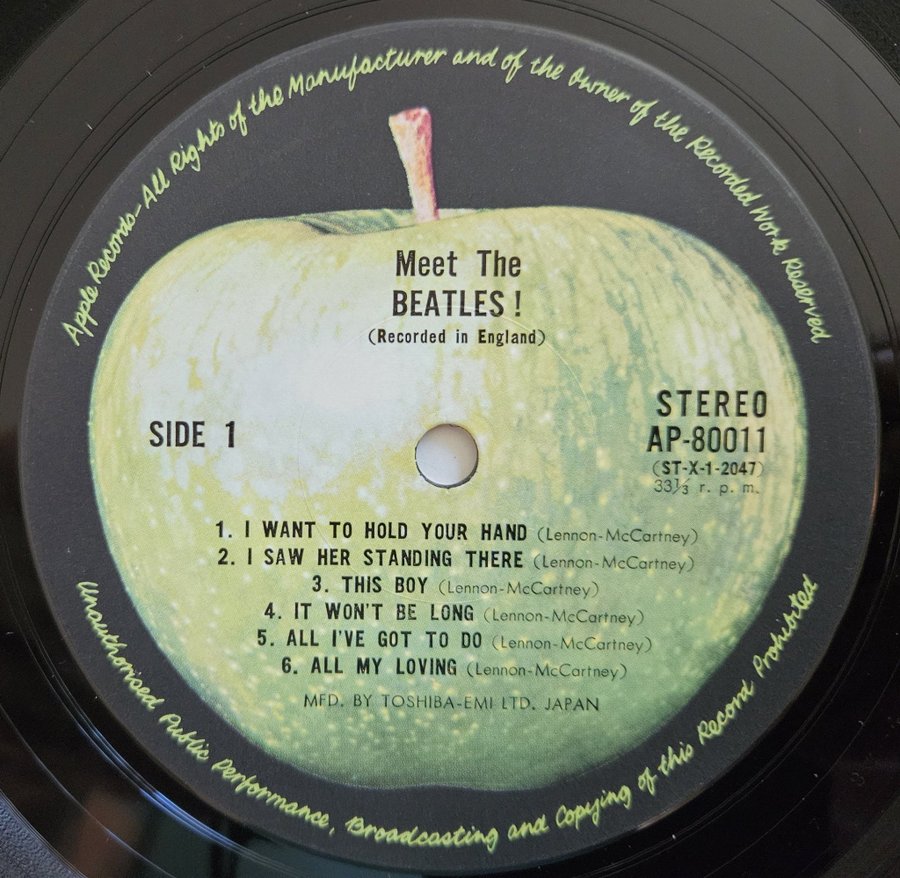 Apple Records-All Rights of the Manufacturer and of the Owner of the Recorded Work Reserved
Meet The
BEATLES!
(Recorded in England)
SIDE 1
STEREO
AP-80011
(ST-X-1-2047)
33⅓ r. p. m.
1. I WANT TO HOLD YOUR HAND (Lennon-McCartney)
2. I SAW HER STANDING THERE (Lennon-McCartney)
3. THIS BOY (Lennon-McCartney)
4. IT WON'T BE LONG (Lennon-McCartney)
5. ALL I'VE GOT TO DO (Lennon-McCartney)
6. ALL MY LOVING (Lennon-McCartney)
MFD. BY TOSHIBA-EMI LTD. JAPAN
Unauthorised Public Performance, Broadcasting and Copying of this Record Prohibited